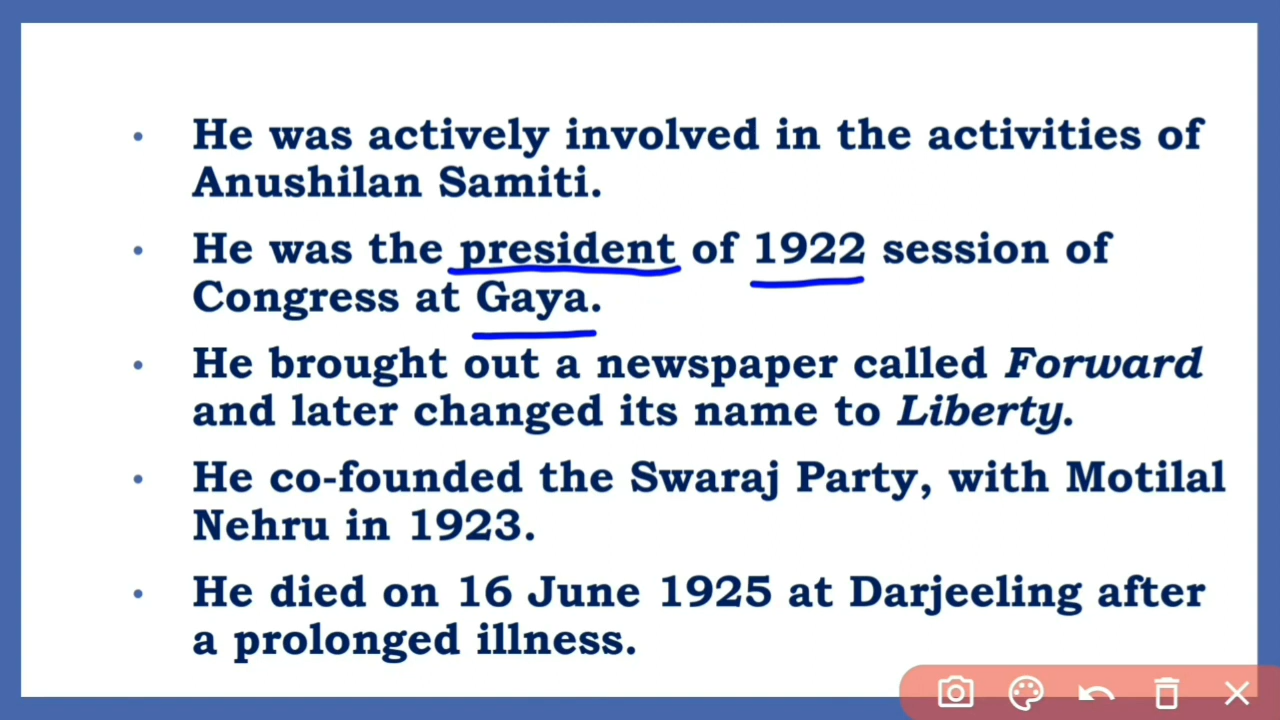 • He was actively involved in the activities of
Anushilan Samiti.
• He was the president of 1922 session of
Congress at Gaya.
• He brought out a newspaper called Forward
and later changed its name to Liberty.
• He co-founded the Swaraj Party, with Motilal
Nehru in 1923.
• He died on 16 June 1925 at Darjeeling after
a prolonged illness.